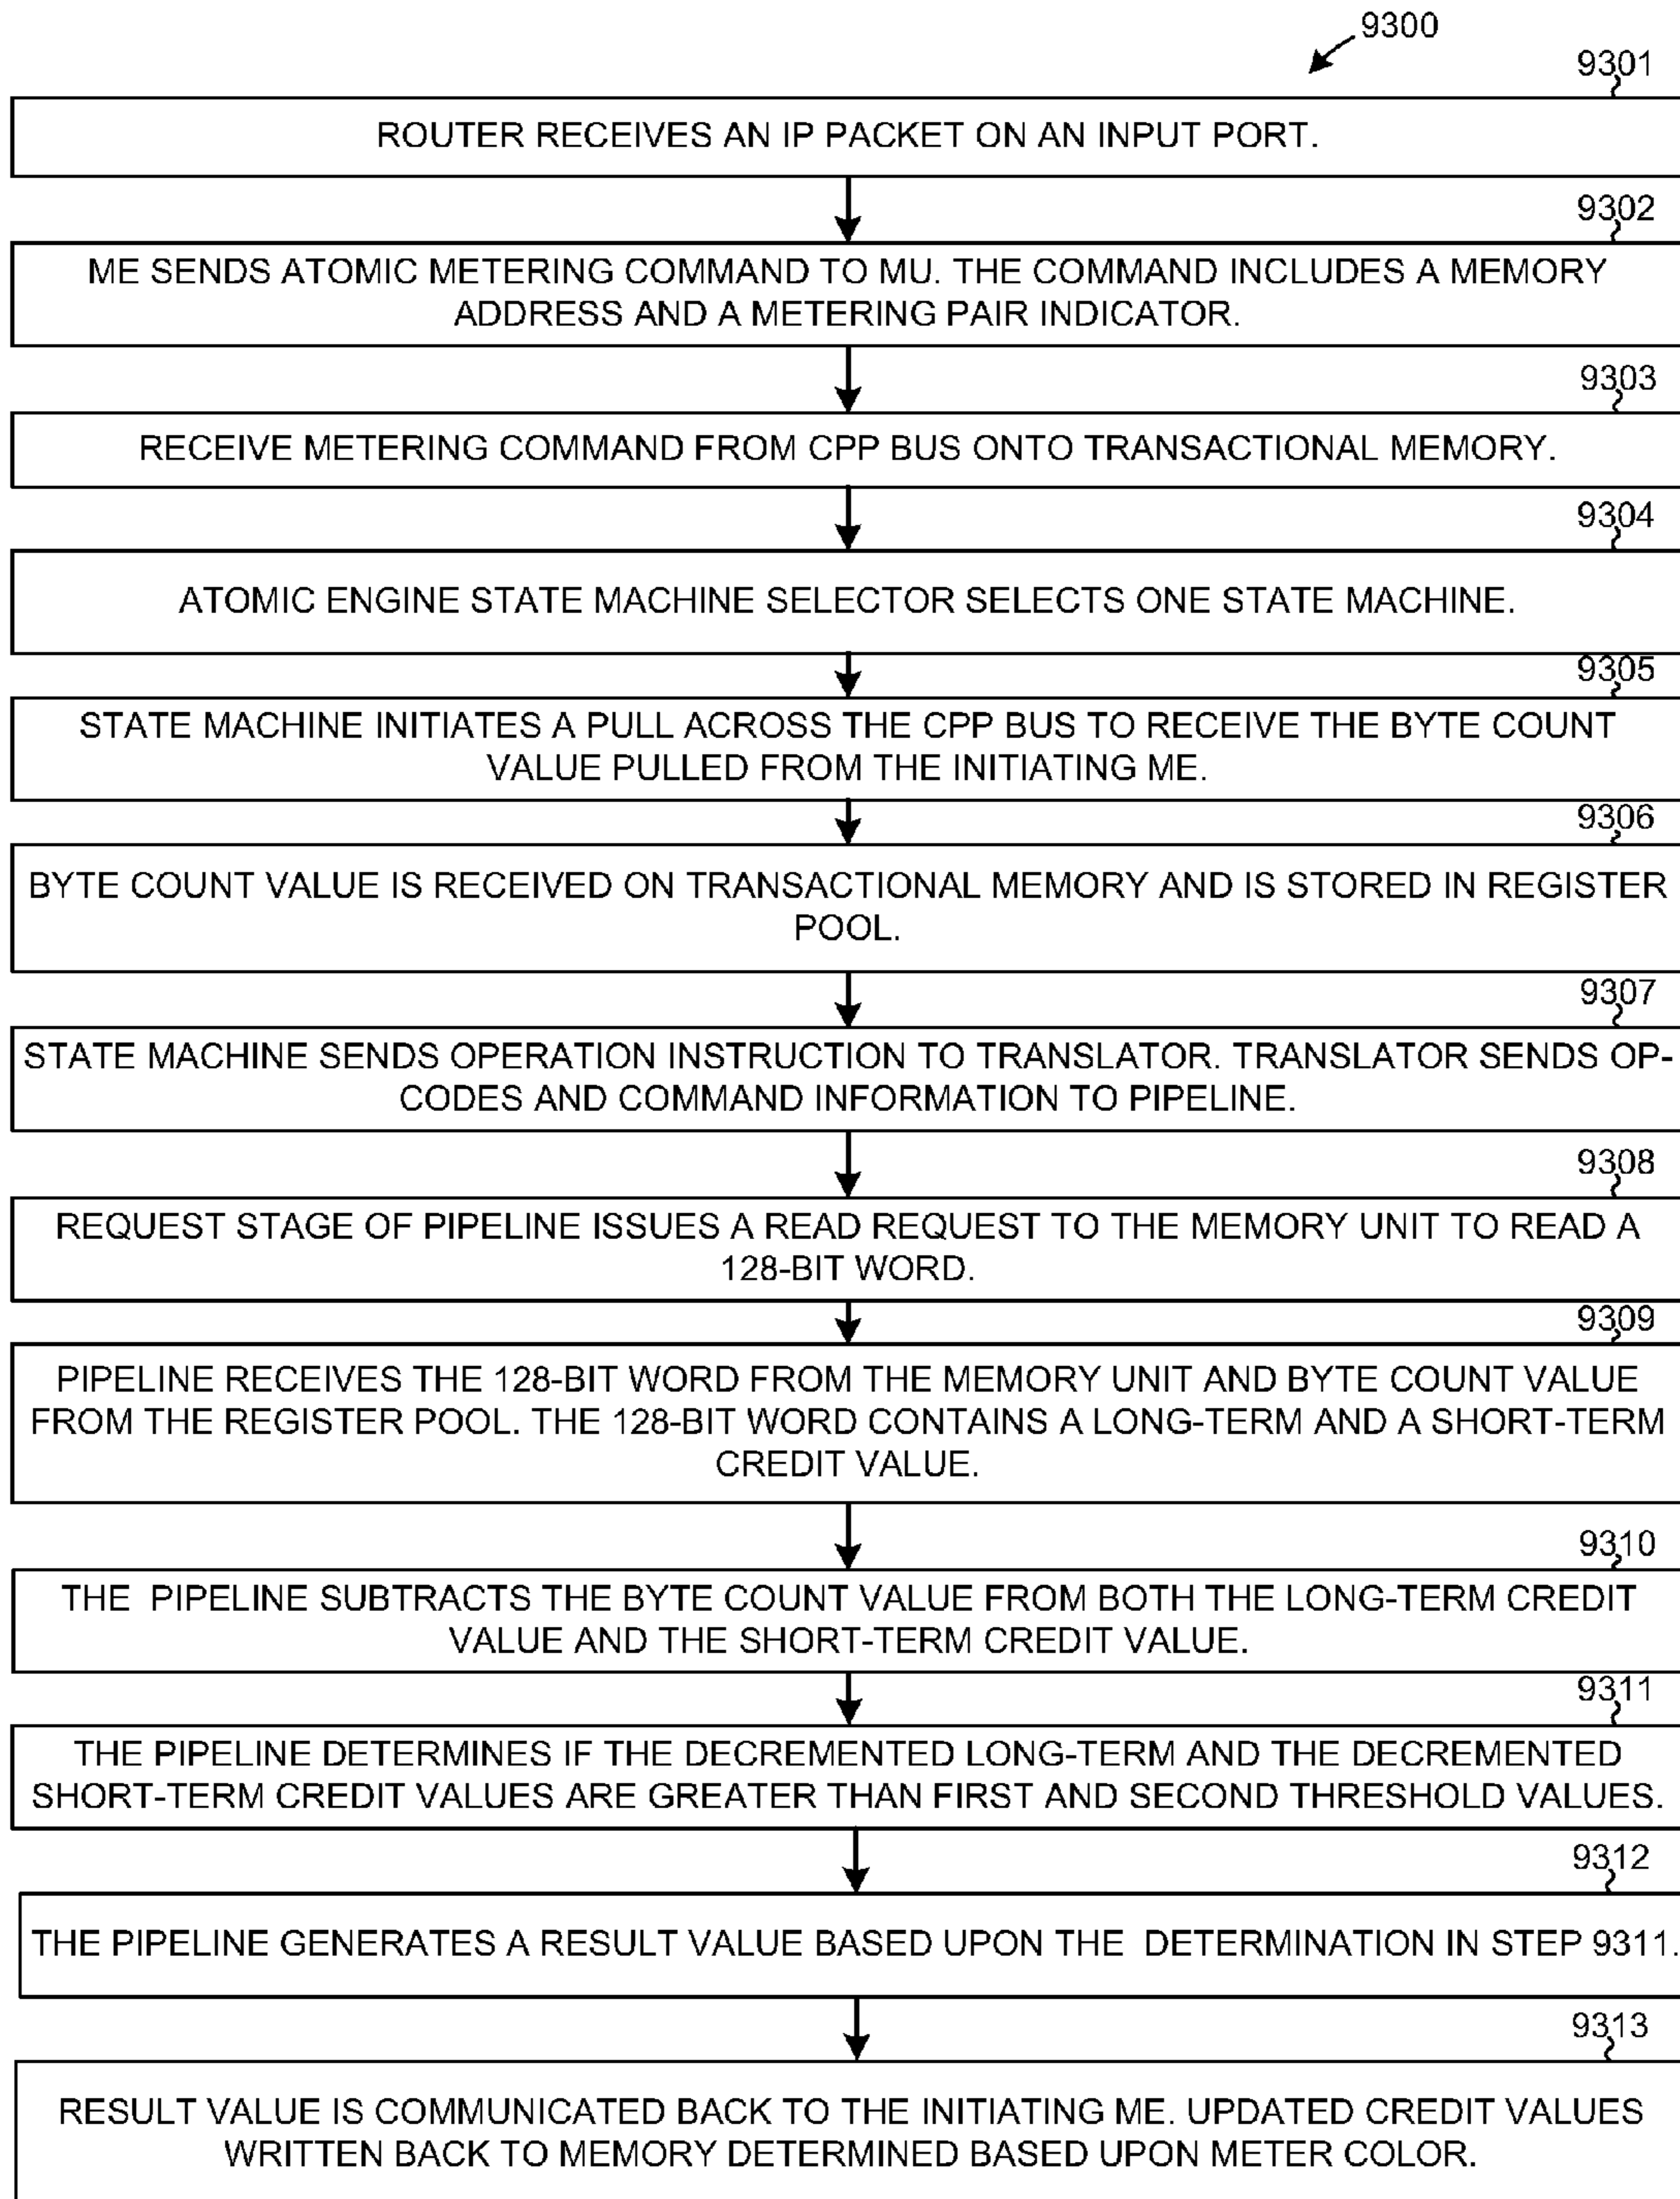 9300
9301
ROUTER RECEIVES AN IP PACKET ON AN INPUT PORT.
9302
ME SENDS ATOMIC METERING COMMAND TO MU. THE COMMAND INCLUDES A MEMORY
ADDRESS AND A METERING PAIR INDICATOR.
9303
RECEIVE METERING COMMAND FROM CPP BUS ONTO TRANSACTIONAL MEMORY.
9304
ATOMIC ENGINE STATE MACHINE SELECTOR SELECTS ONE STATE MACHINE.
9305
STATE MACHINE INITIATES A PULL ACROSS THE CPP BUS TO RECEIVE THE BYTE COUNT
VALUE PULLED FROM THE INITIATING ME.
9306
BYTE COUNT VALUE IS RECEIVED ON TRANSACTIONAL MEMORY AND IS STORED IN REGISTER
POOL.
9307
STATE MACHINE SENDS OPERATION INSTRUCTION TO TRANSLATOR. TRANSLATOR SENDS OP-
CODES AND COMMAND INFORMATION TO PIPELINE.
9308
REQUEST STAGE OF PIPELINE ISSUES A READ REQUEST TO THE MEMORY UNIT TO READ A
128-BIT WORD.
9309
PIPELINE RECEIVES THE 128-BIT WORD FROM THE MEMORY UNIT AND BYTE COUNT VALUE
FROM THE REGISTER POOL. THE 128-BIT WORD CONTAINS A LONG-TERM AND A SHORT-TERM
CREDIT VALUE.
9310
THE PIPELINE SUBTRACTS THE BYTE COUNT VALUE FROM BOTH THE LONG-TERM CREDIT
VALUE AND THE SHORT-TERM CREDIT VALUE.
9311
THE PIPELINE DETERMINES IF THE DECREMENTED LONG-TERM AND THE DECREMENTED
SHORT-TERM CREDIT VALUES ARE GREATER THAN FIRST AND SECOND THRESHOLD VALUES.
9312
THE PIPELINE GENERATES A RESULT VALUE BASED UPON THE DETERMINATION IN STEP 9311.
9313
RESULT VALUE IS COMMUNICATED BACK TO THE INITIATING ME. UPDATED CREDIT VALUES
WRITTEN BACK TO MEMORY DETERMINED BASED UPON METER COLOR.